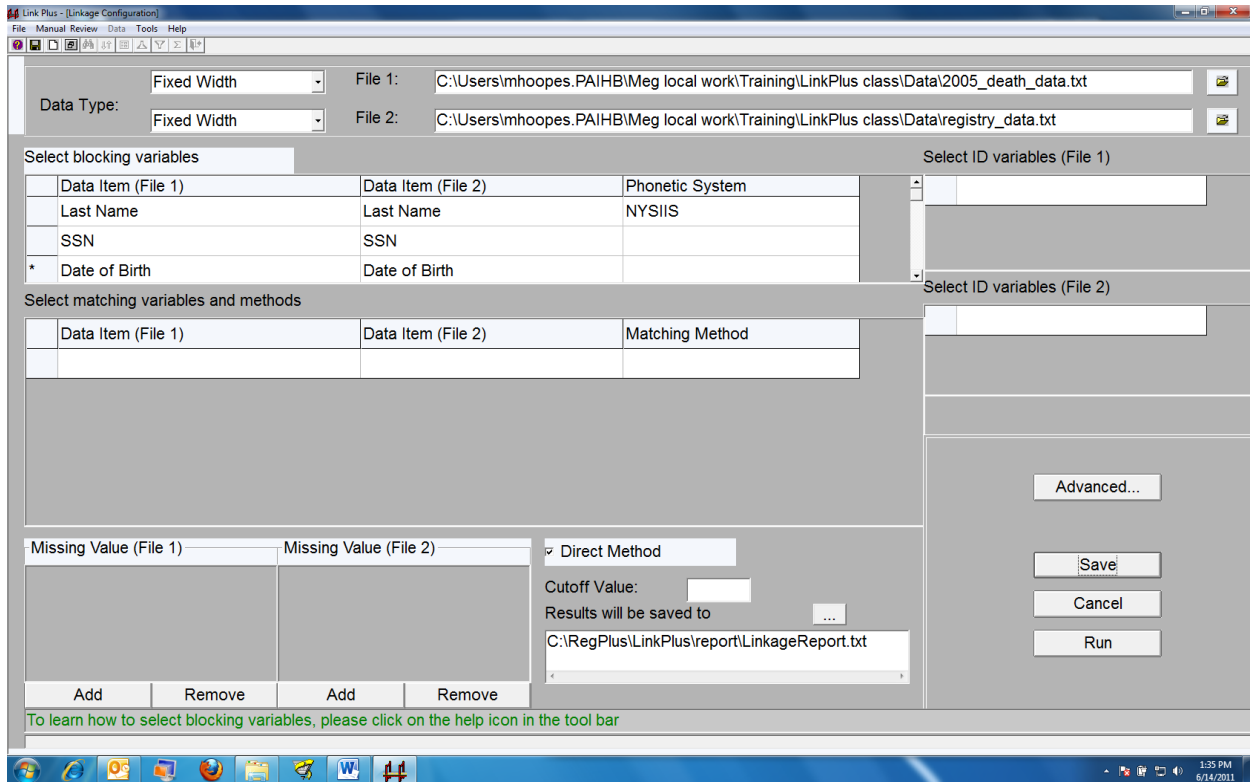 Link Plus - [Linkage Configuration]
File Manual Review Data Tools Help
Data Type:
Fixed Width File 1: C:\Users\mhoopes.PAIHB\Meg local work\Training\LinkPlus class\Data\2005_death_data.txt
Fixed Width File 2: C:\Users\mhoopes.PAIHB\Meg local work\Training\LinkPlus class\Data\registry_data.txt
Select blocking variables
Data Item (File 1) Data Item (File 2) Phonetic System
Last Name Last Name NYSIIS
SSN SSN
* Date of Birth Date of Birth
Select ID variables (File 1)
Select ID variables (File 2)
Select matching variables and methods
Data Item (File 1) Data Item (File 2) Matching Method
Missing Value (File 1) Missing Value (File 2)
Add Remove Add Remove
Direct Method
Cutoff Value:
Results will be saved to ...
C:\RegPlus\LinkPlus\report\LinkageReport.txt
Advanced...
Save
Cancel
Run
To learn how to select blocking variables, please click on the help icon in the tool bar
1:35 PM
6/14/2011